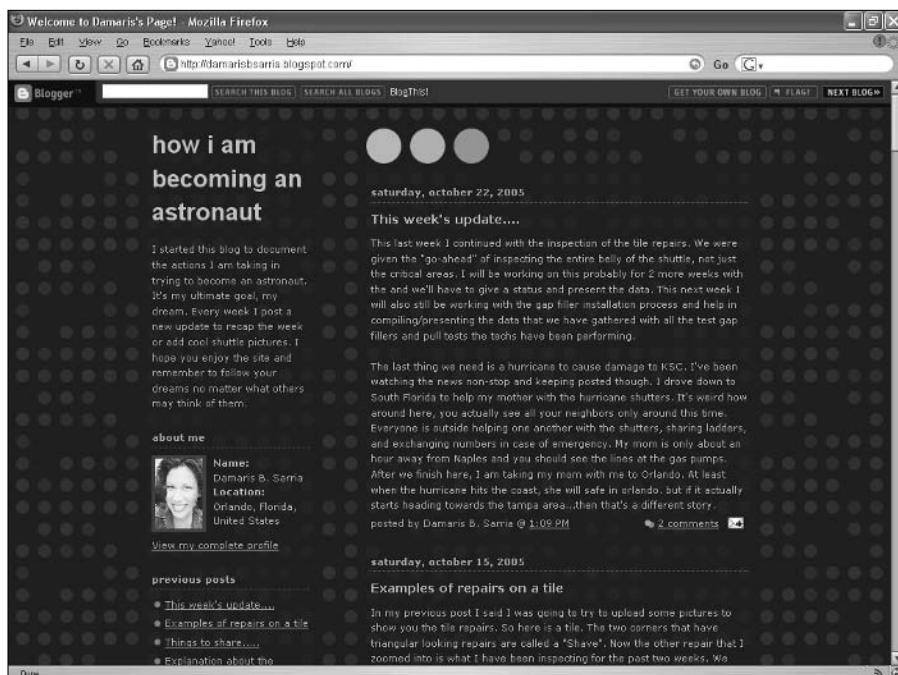 Welcome to Damaris's Page! - Mozilla Firefox
File Edit View Go Bookmarks Yahoo! Tools Help
http://damarisbsarria.blogspot.com/ Go
Blogger SEARCH THIS BLOG SEARCH ALL BLOGS BlogThis! GET YOUR OWN BLOG FLAG? NEXT BLOG»
how i am
becoming an
astronaut
I started this blog to document
the actions I am taking in
trying to become an astronaut.
It's my ultimate goal, my
dream. Every week I post a
new update to recap the week
or add cool shuttle pictures. I
hope you enjoy the site and
remember to follow your
dreams no matter what others
may think of them.
about me
Name:
Damaris B. Sarria
Location:
Orlando, Florida,
United States
View my complete profile
previous posts
This week's update....
Examples of repairs on a tile
Things to share.....
Explanation about the
saturday, october 22, 2005
This week's update....
This last week I continued with the inspection of the tile repairs. We were
given the "go-ahead" of inspecting the entire belly of the shuttle, not just
the critical areas. I will be working on this probably for 2 more weeks with
the and we'll have to give a status and present the data. This next week I
will also still be working with the gap filler installation process and help in
compiling/presenting the data that we have gathered with all the test gap
fillers and pull tests the techs have been performing.
The last thing we need is a hurricane to cause damage to KSC. I've been
watching the news non-stop and keeping posted though. I drove down to
South Florida to help my mother with the hurricane shutters. It's weird how
around here, you actually see all your neighbors only around this time.
Everyone is outside helping one another with the shutters, sharing ladders,
and exchanging numbers in case of emergency. My mom is only about an
hour away from Naples and you should see the lines at the gas pumps.
After we finish here, I am taking my mom with me to Orlando. At least
when the hurricane hits the coast, she will safe in orlando. but if it actually
starts heading towards the tampa area...then that's a different story.
posted by Damaris B. Sarria @ 1:09 PM 2 comments
saturday, october 15, 2005
Examples of repairs on a tile
In my previous post I said I was going to try to upload some pictures to
show you the tile repairs. So here is a tile. The two corners that have
triangular looking repairs are called a "Shave". Now the other repair that I
zoomed into is what I have been inspecting for the past two weeks. We
Done